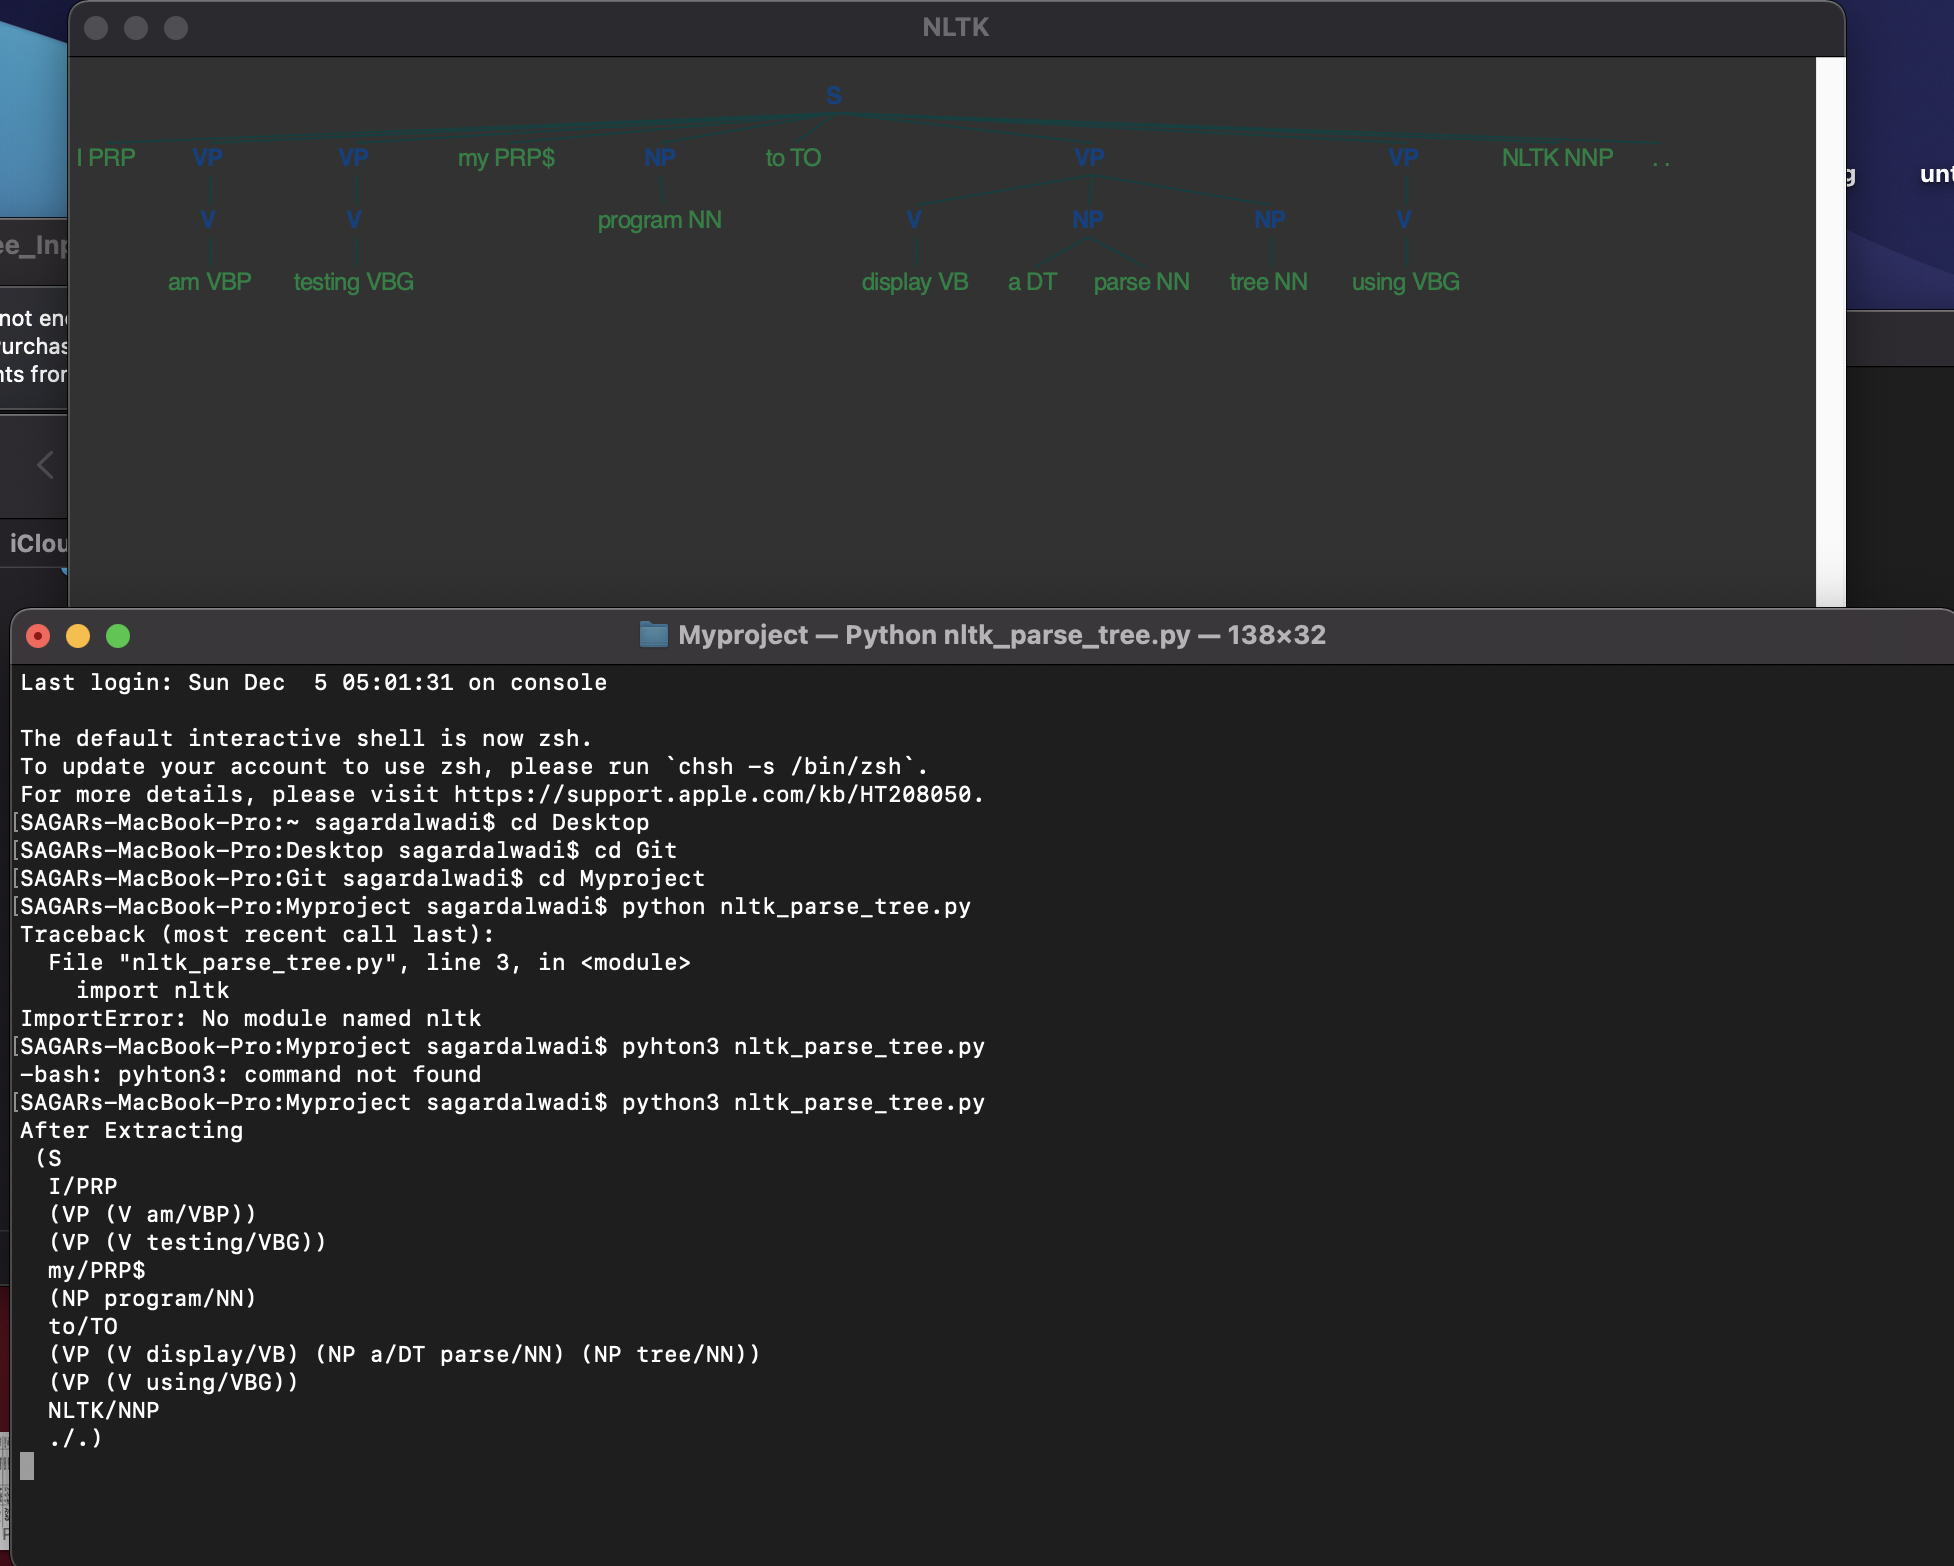 NLTK
S
I PRP VP VP my PRP$ NP to TO VP VP NLTK NNP . .
V V program NN V NP NP V
am VBP testing VBG display VB a DT parse NN tree NN using VBG
ee_Inp
not enc
urchas
nts fror
iClou
g unt
Myproject — Python nltk_parse_tree.py — 138×32
Last login: Sun Dec  5 05:01:31 on console
The default interactive shell is now zsh.
To update your account to use zsh, please run `chsh -s /bin/zsh`.
For more details, please visit https://support.apple.com/kb/HT208050.
[SAGARs-MacBook-Pro:~ sagardalwadi$ cd Desktop
[SAGARs-MacBook-Pro:Desktop sagardalwadi$ cd Git
[SAGARs-MacBook-Pro:Git sagardalwadi$ cd Myproject
[SAGARs-MacBook-Pro:Myproject sagardalwadi$ python nltk_parse_tree.py
Traceback (most recent call last):
  File "nltk_parse_tree.py", line 3, in <module>
    import nltk
ImportError: No module named nltk
[SAGARs-MacBook-Pro:Myproject sagardalwadi$ pyhton3 nltk_parse_tree.py
-bash: pyhton3: command not found
[SAGARs-MacBook-Pro:Myproject sagardalwadi$ python3 nltk_parse_tree.py
After Extracting
 (S
  I/PRP
  (VP (V am/VBP))
  (VP (V testing/VBG))
  my/PRP$
  (NP program/NN)
  to/TO
  (VP (V display/VB) (NP a/DT parse/NN) (NP tree/NN))
  (VP (V using/VBG))
  NLTK/NNP
  ./.)